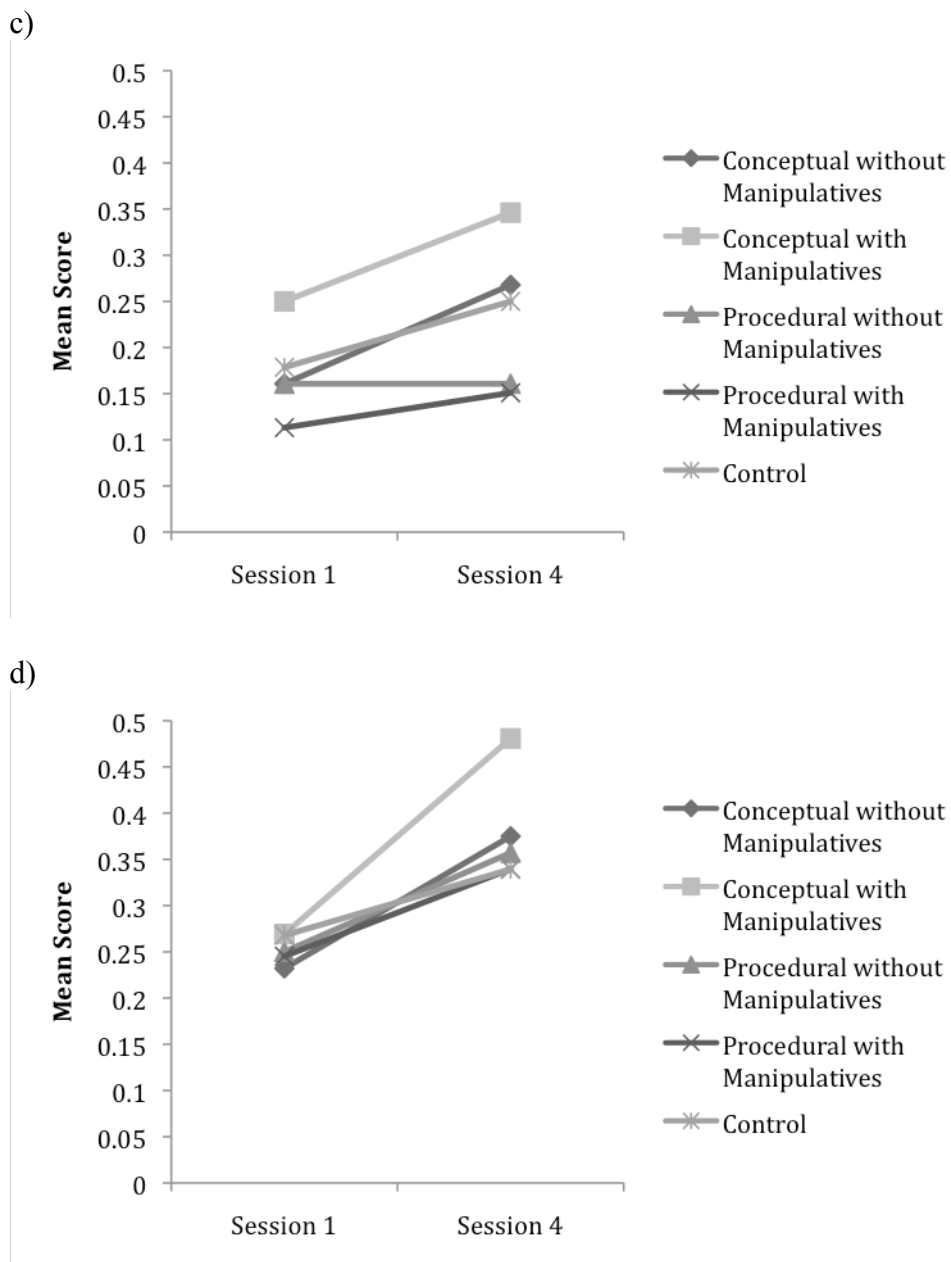 c)
0.5
0.45
0.4
0.35
0.3
0.25
0.2
0.15
0.1
0.05
0
Mean Score
Session 1
Session 4
Conceptual without
Manipulatives
Conceptual with
Manipulatives
Procedural without
Manipulatives
Procedural with
Manipulatives
Control
d)
0.5
0.45
0.4
0.35
0.3
0.25
0.2
0.15
0.1
0.05
0
Mean Score
Session 1
Session 4
Conceptual without
Manipulatives
Conceptual with
Manipulatives
Procedural without
Manipulatives
Procedural with
Manipulatives
Control